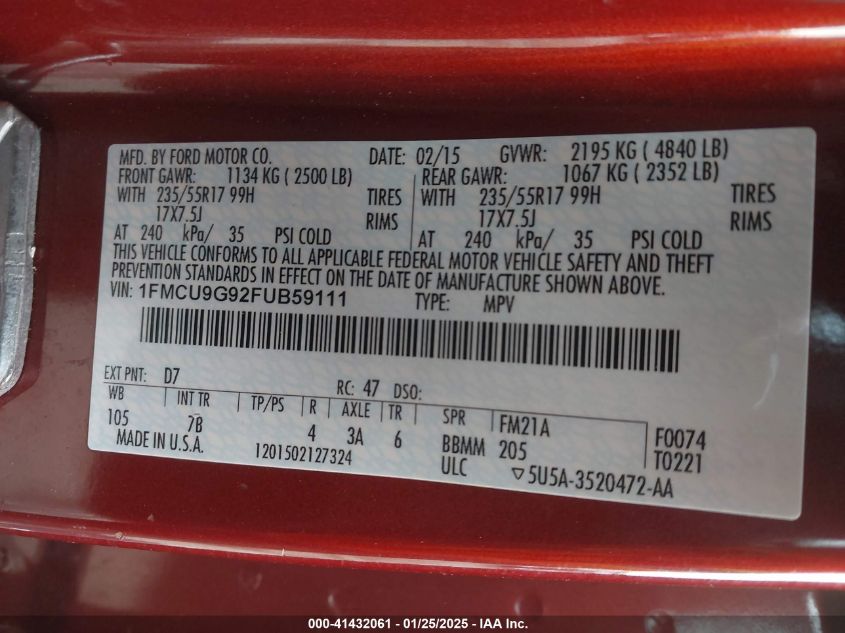 MFD. BY FORD MOTOR CO. DATE: 02/15 GVWR: 2195 KG ( 4840 LB)
FRONT GAWR: 1134 KG ( 2500 LB) REAR GAWR: 1067 KG ( 2352 LB)
WITH 235/55R17 99H TIRES WITH 235/55R17 99H TIRES
17X7.5J RIMS 17X7.5J RIMS
AT 240 kPa/ 35 PSI COLD AT 240 kPa/ 35 PSI COLD
THIS VEHICLE CONFORMS TO ALL APPLICABLE FEDERAL MOTOR VEHICLE SAFETY AND THEFT
PREVENTION STANDARDS IN EFFECT ON THE DATE OF MANUFACTURE SHOWN ABOVE.
VIN: 1FMCU9G92FUB59111 TYPE: MPV
EXT PNT: D7 RC: 47 DSO:
WB INT TR TP/PS R AXLE TR SPR FM21A F0074
105 7B 4 3A 6 BBMM 205 T0221
MADE IN U.S.A. 1201502127324 ULC ▽5U5A-3520472-AA
000-41432061 - 01/25/2025 - IAA Inc.